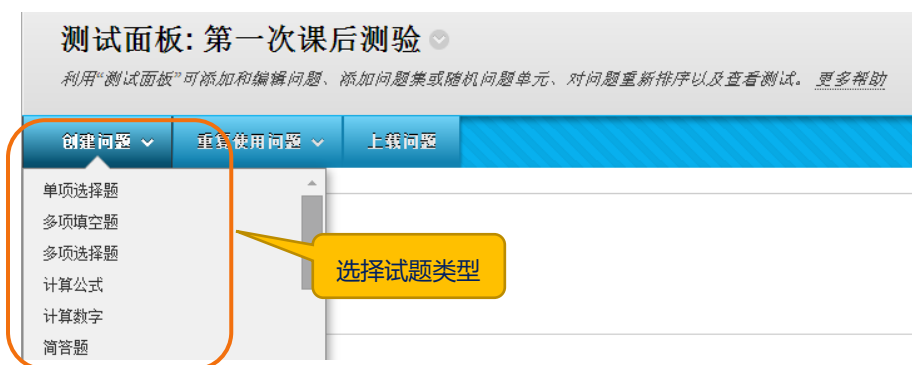 测试面板: 第一次课后测验
利用“测试面板”可添加和编辑问题、添加问题集或随机问题单元、对问题重新排序以及查看测试。 更多帮助
创建问题 重复使用问题 上载问题
单项选择题
多项填空题
多项选择题
选择试题类型
计算公式
计算数字
简答题